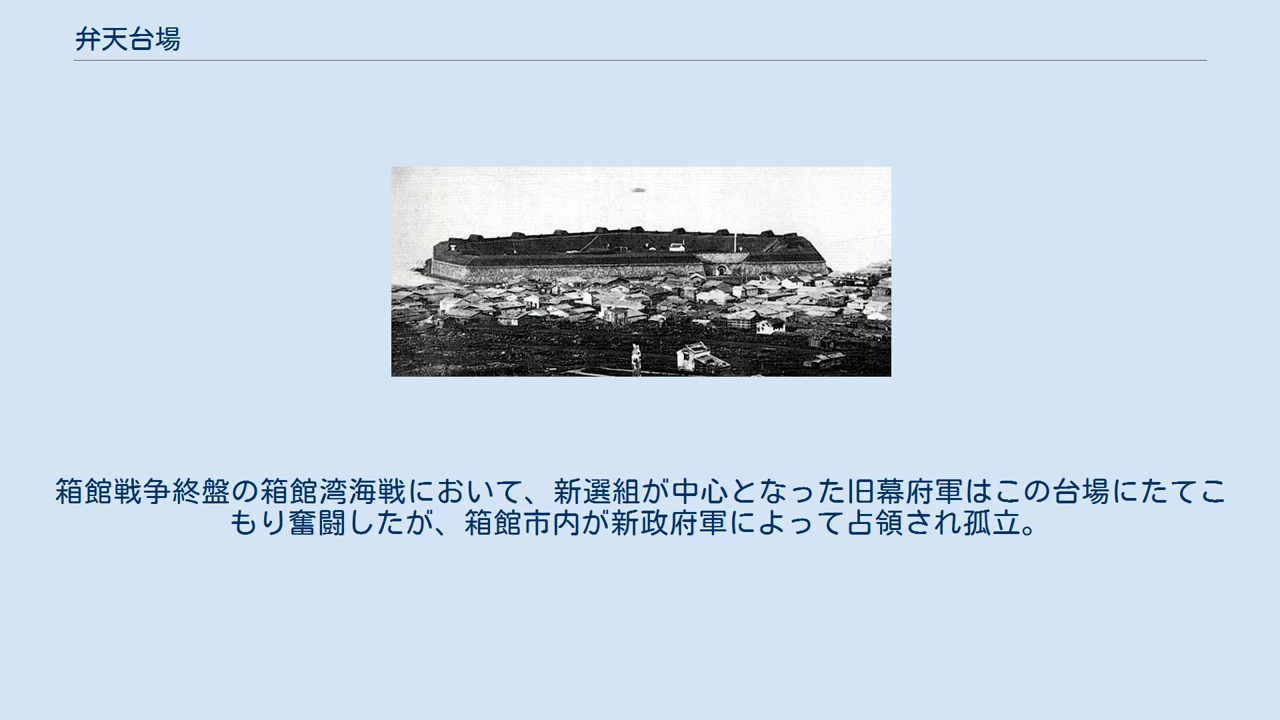 弁天台場
箱館戦争終盤の箱館湾海戦において、新選組が中心となった旧幕府軍はこの台場にたてこ
もり奮闘したが、箱館市内が新政府軍によって占領され孤立。